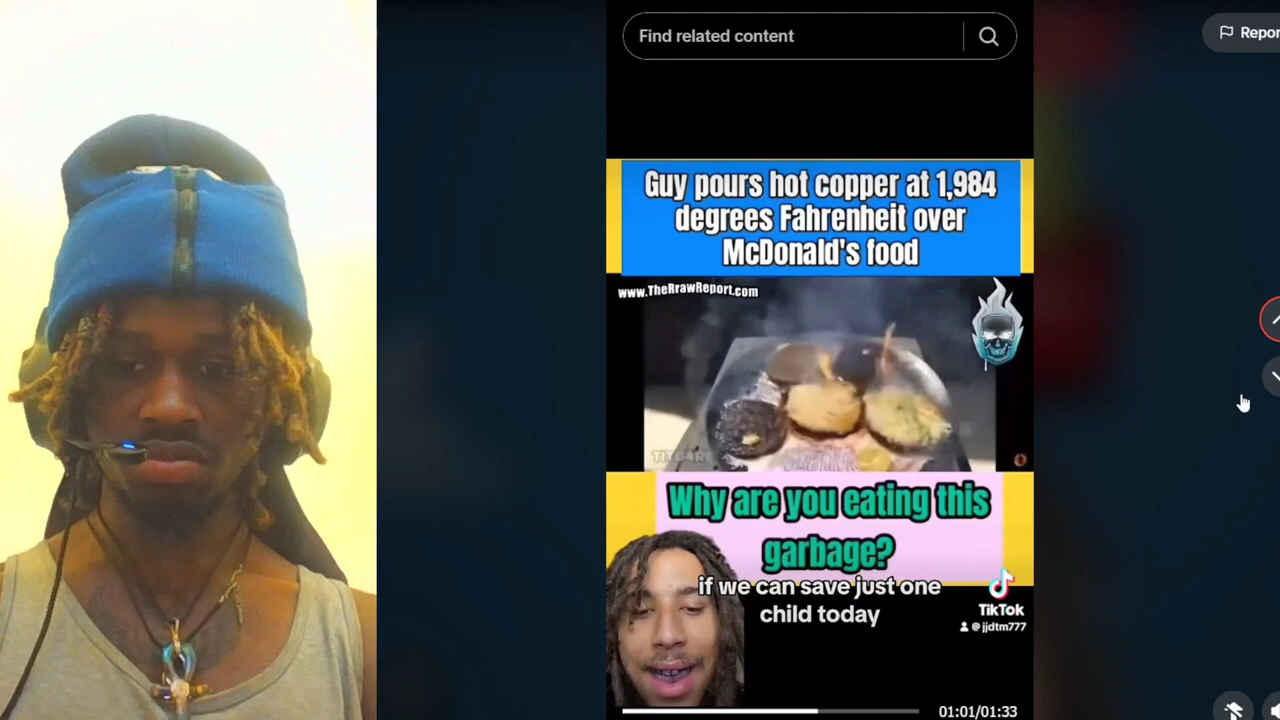 Find related content
Repor
Guy pours hot copper at 1,984
degrees Fahrenheit over
McDonald's food
www.TheRrawReport.com
Why are you eating this
garbage?
if we can save just one
child today
TikTok
@jjdtm777
01:01/01:33